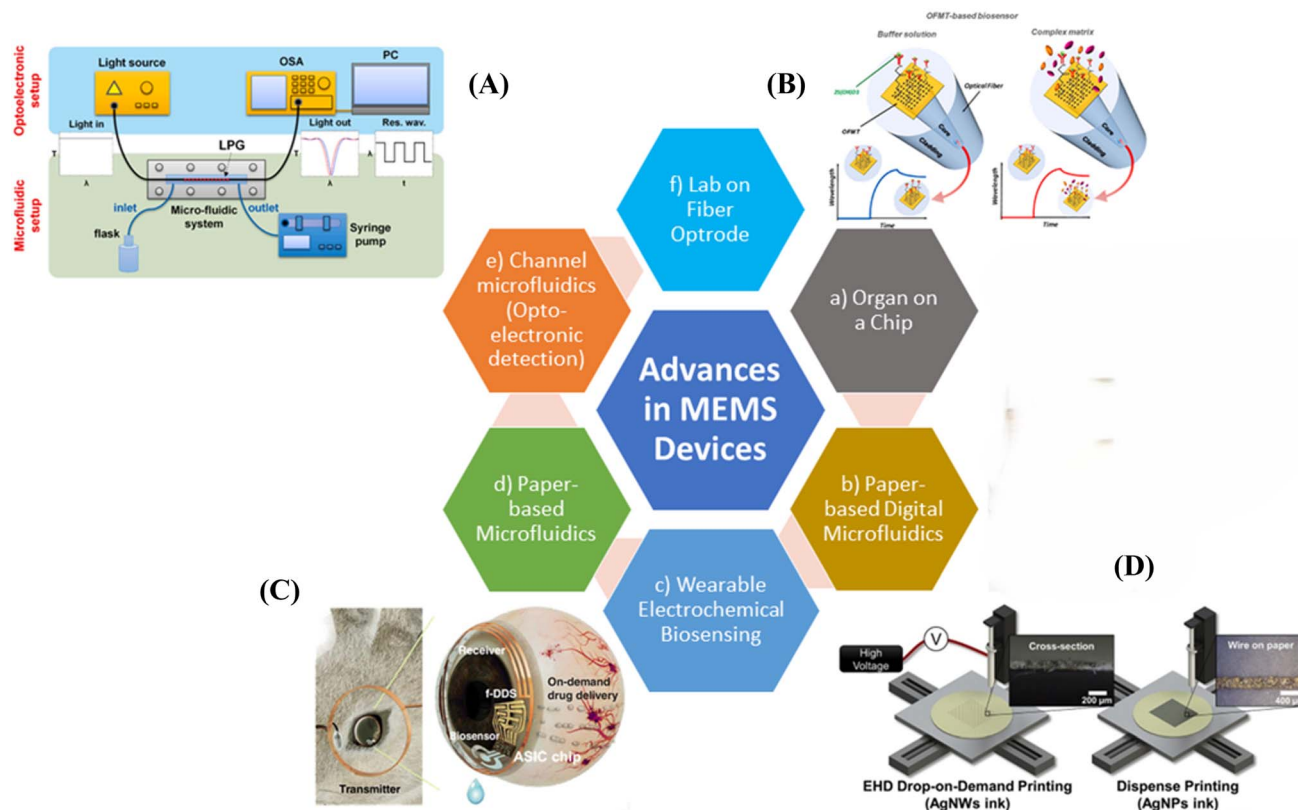 Optoelectronic
setup
Light source
OSA
PC
Light in
Light out
Res. wav.
T
λ
T
λ
λ
t
LPG
Microfluidic
setup
inlet
Micro-fluidic
system
outlet
flask
Syringe
pump
(A)
OFMT-based biosensor
Buffer solution
Complex matrix
(B)
Optical Fiber
OFMT
Core
Cladding
Core
Cladding
Wavelength
Time
Wavelength
Time
f) Lab on
Fiber
Optrode
e) Channel
microfluidics
(Opto-
electronic
detection)
a) Organ on
a Chip
Advances
in MEMS
Devices
d) Paper-
based
Microfluidics
b) Paper-
based Digital
Microfluidics
c) Wearable
Electrochemical
Biosensing
(C)
Transmitter
Receiver
f-DDS
Biosensor
ASIC chip
On-demand
drug delivery
(D)
High
Voltage
V
Cross-section
200 μm
Wire on paper
400 μ
EHD Drop-on-Demand Printing
(AgNWs ink)
Dispense Printing
(AgNPs ink)